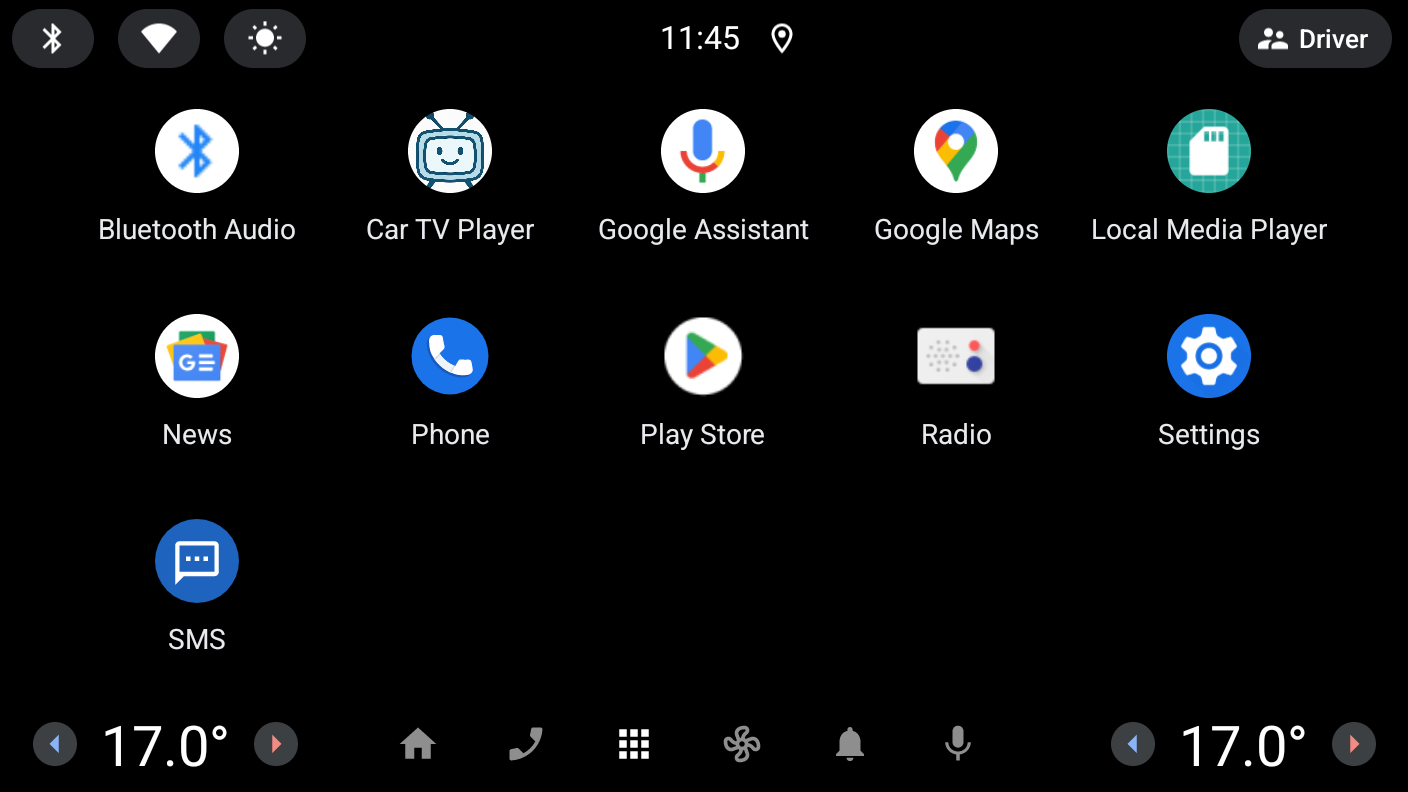 11:45
Driver
Bluetooth Audio
Car TV Player
Google Assistant
Google Maps
Local Media Player
News
Phone
Play Store
Radio
Settings
SMS
17.0°
17.0°